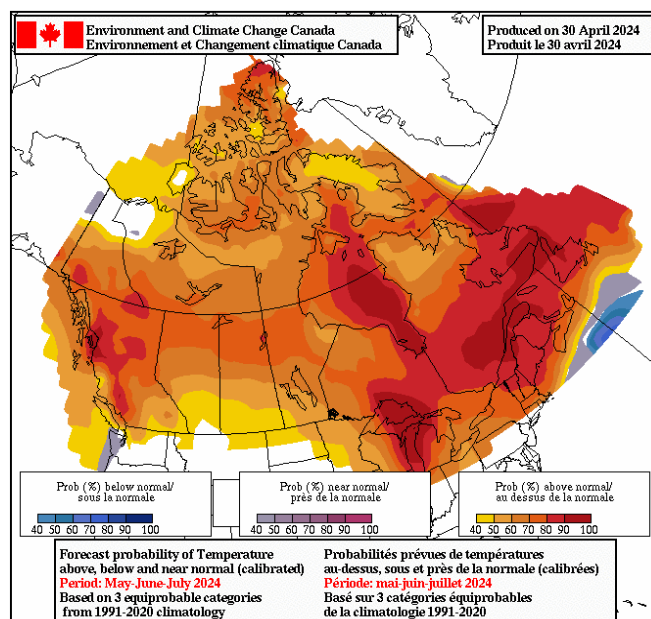 Environment and Climate Change Canada
Environnement et Changement climatique Canada
Produced on 30 April 2024
Produit le 30 avril 2024
Prob (%) below normal/
sous la normale
40 50 60 70 80 90 100
Prob (%) near normal/
près de la normale
40 50 60 70 80 90 100
Prob (%) above normal/
au dessus de la normale
40 50 60 70 80 90 100
Forecast probability of Temperature
above, below and near normal (calibrated)
Period: May-June-July 2024
Based on 3 equiprobable categories
from 1991-2020 climatology
Probabilités prévues de températures
au-dessus, sous et près de la normale (calibrées)
Période: mai-juin-juillet 2024
Basé sur 3 catégories équiprobables
de la climatologie 1991-2020